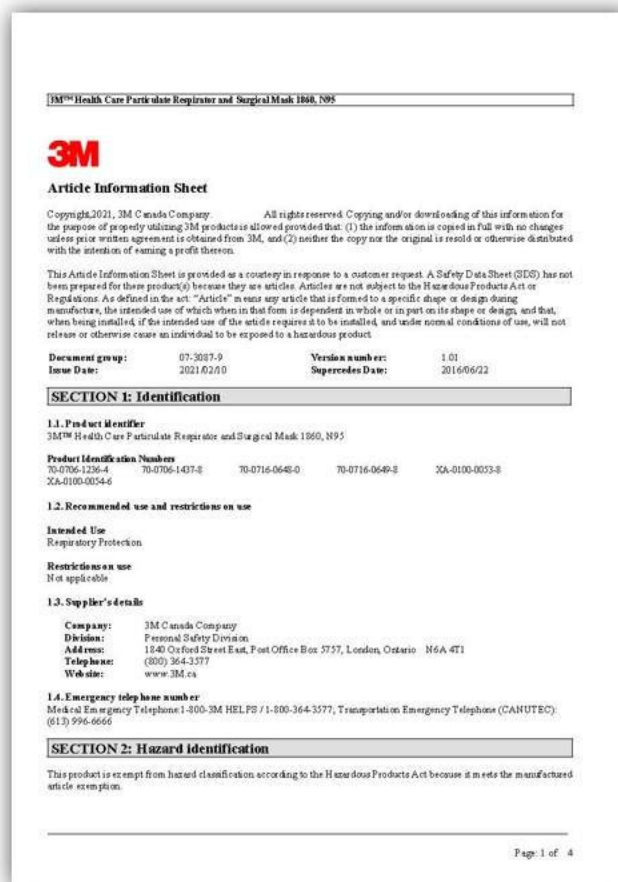 3M™ Health Care Particulate Respirator and Surgical Mask 1860, N95
3M
Article Information Sheet
Copyright,2021, 3M Canada Company. All rights reserved. Copying and/or downloading of this information for
the purpose of properly utilizing 3M products is allowed provided that: (1) the information is copied in full with no changes
unless prior written agreement is obtained from 3M, and (2) neither the copy nor the original is resold or otherwise distributed
with the intention of earning a profit thereon.
This Article Information Sheet is provided as a courtesy in response to a customer request. A Safety Data Sheet (SDS) has not
been prepared for these product(s) because they are articles. Articles are not subject to the Hazardous Products Act or
Regulations. As defined in the act: "Article" means any article that is formed to a specific shape or design during
manufacture, the intended use of which when in that form is dependent in whole or in part on its shape or design, and that,
when being installed, if the intended use of the article requires it to be installed, and under normal conditions of use, will not
release or otherwise cause an individual to be exposed to a hazardous product.
Document group: 07-3087-9 Version number: 1.01
Issue Date: 2021/02/10 Supercedes Date: 2016/06/22
SECTION 1: Identification
1.1. Product identifier
3M™ Health Care Particulate Respirator and Surgical Mask 1860, N95
Product Identification Numbers
70-0706-1236-4 70-0706-1437-8 70-0716-0648-0 70-0716-0649-8 XA-0100-0053-8
XA-0100-0054-6
1.2. Recommended use and restrictions on use
Intended Use
Respiratory Protection
Restrictions on use
Not applicable
1.3. Supplier's details
Company: 3M Canada Company
Division: Personal Safety Division
Address: 1840 Oxford Street East, Post Office Box 5757, London, Ontario N6A 4T1
Telephone: (800) 364-3577
Website: www.3M.ca
1.4. Emergency telephone number
Medical Emergency Telephone:1-800-3M HELPS / 1-800-364-3577; Transportation Emergency Telephone (CANUTEC):
(613) 996-6666
SECTION 2: Hazard identification
This product is exempt from hazard classification according to the Hazardous Products Act because it meets the manufactured
article exemption.
Page: 1 of 4